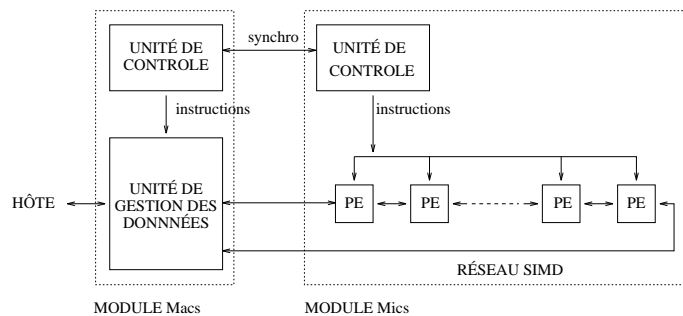 UNITÉ DE
CONTROLE
synchro
UNITÉ DE
CONTROLE
instructions
instructions
HÔTE
UNITÉ DE
GESTION DES
DONNNÉES
PE
PE
PE
PE
RÉSEAU SIMD
MODULE Macs
MODULE Mics